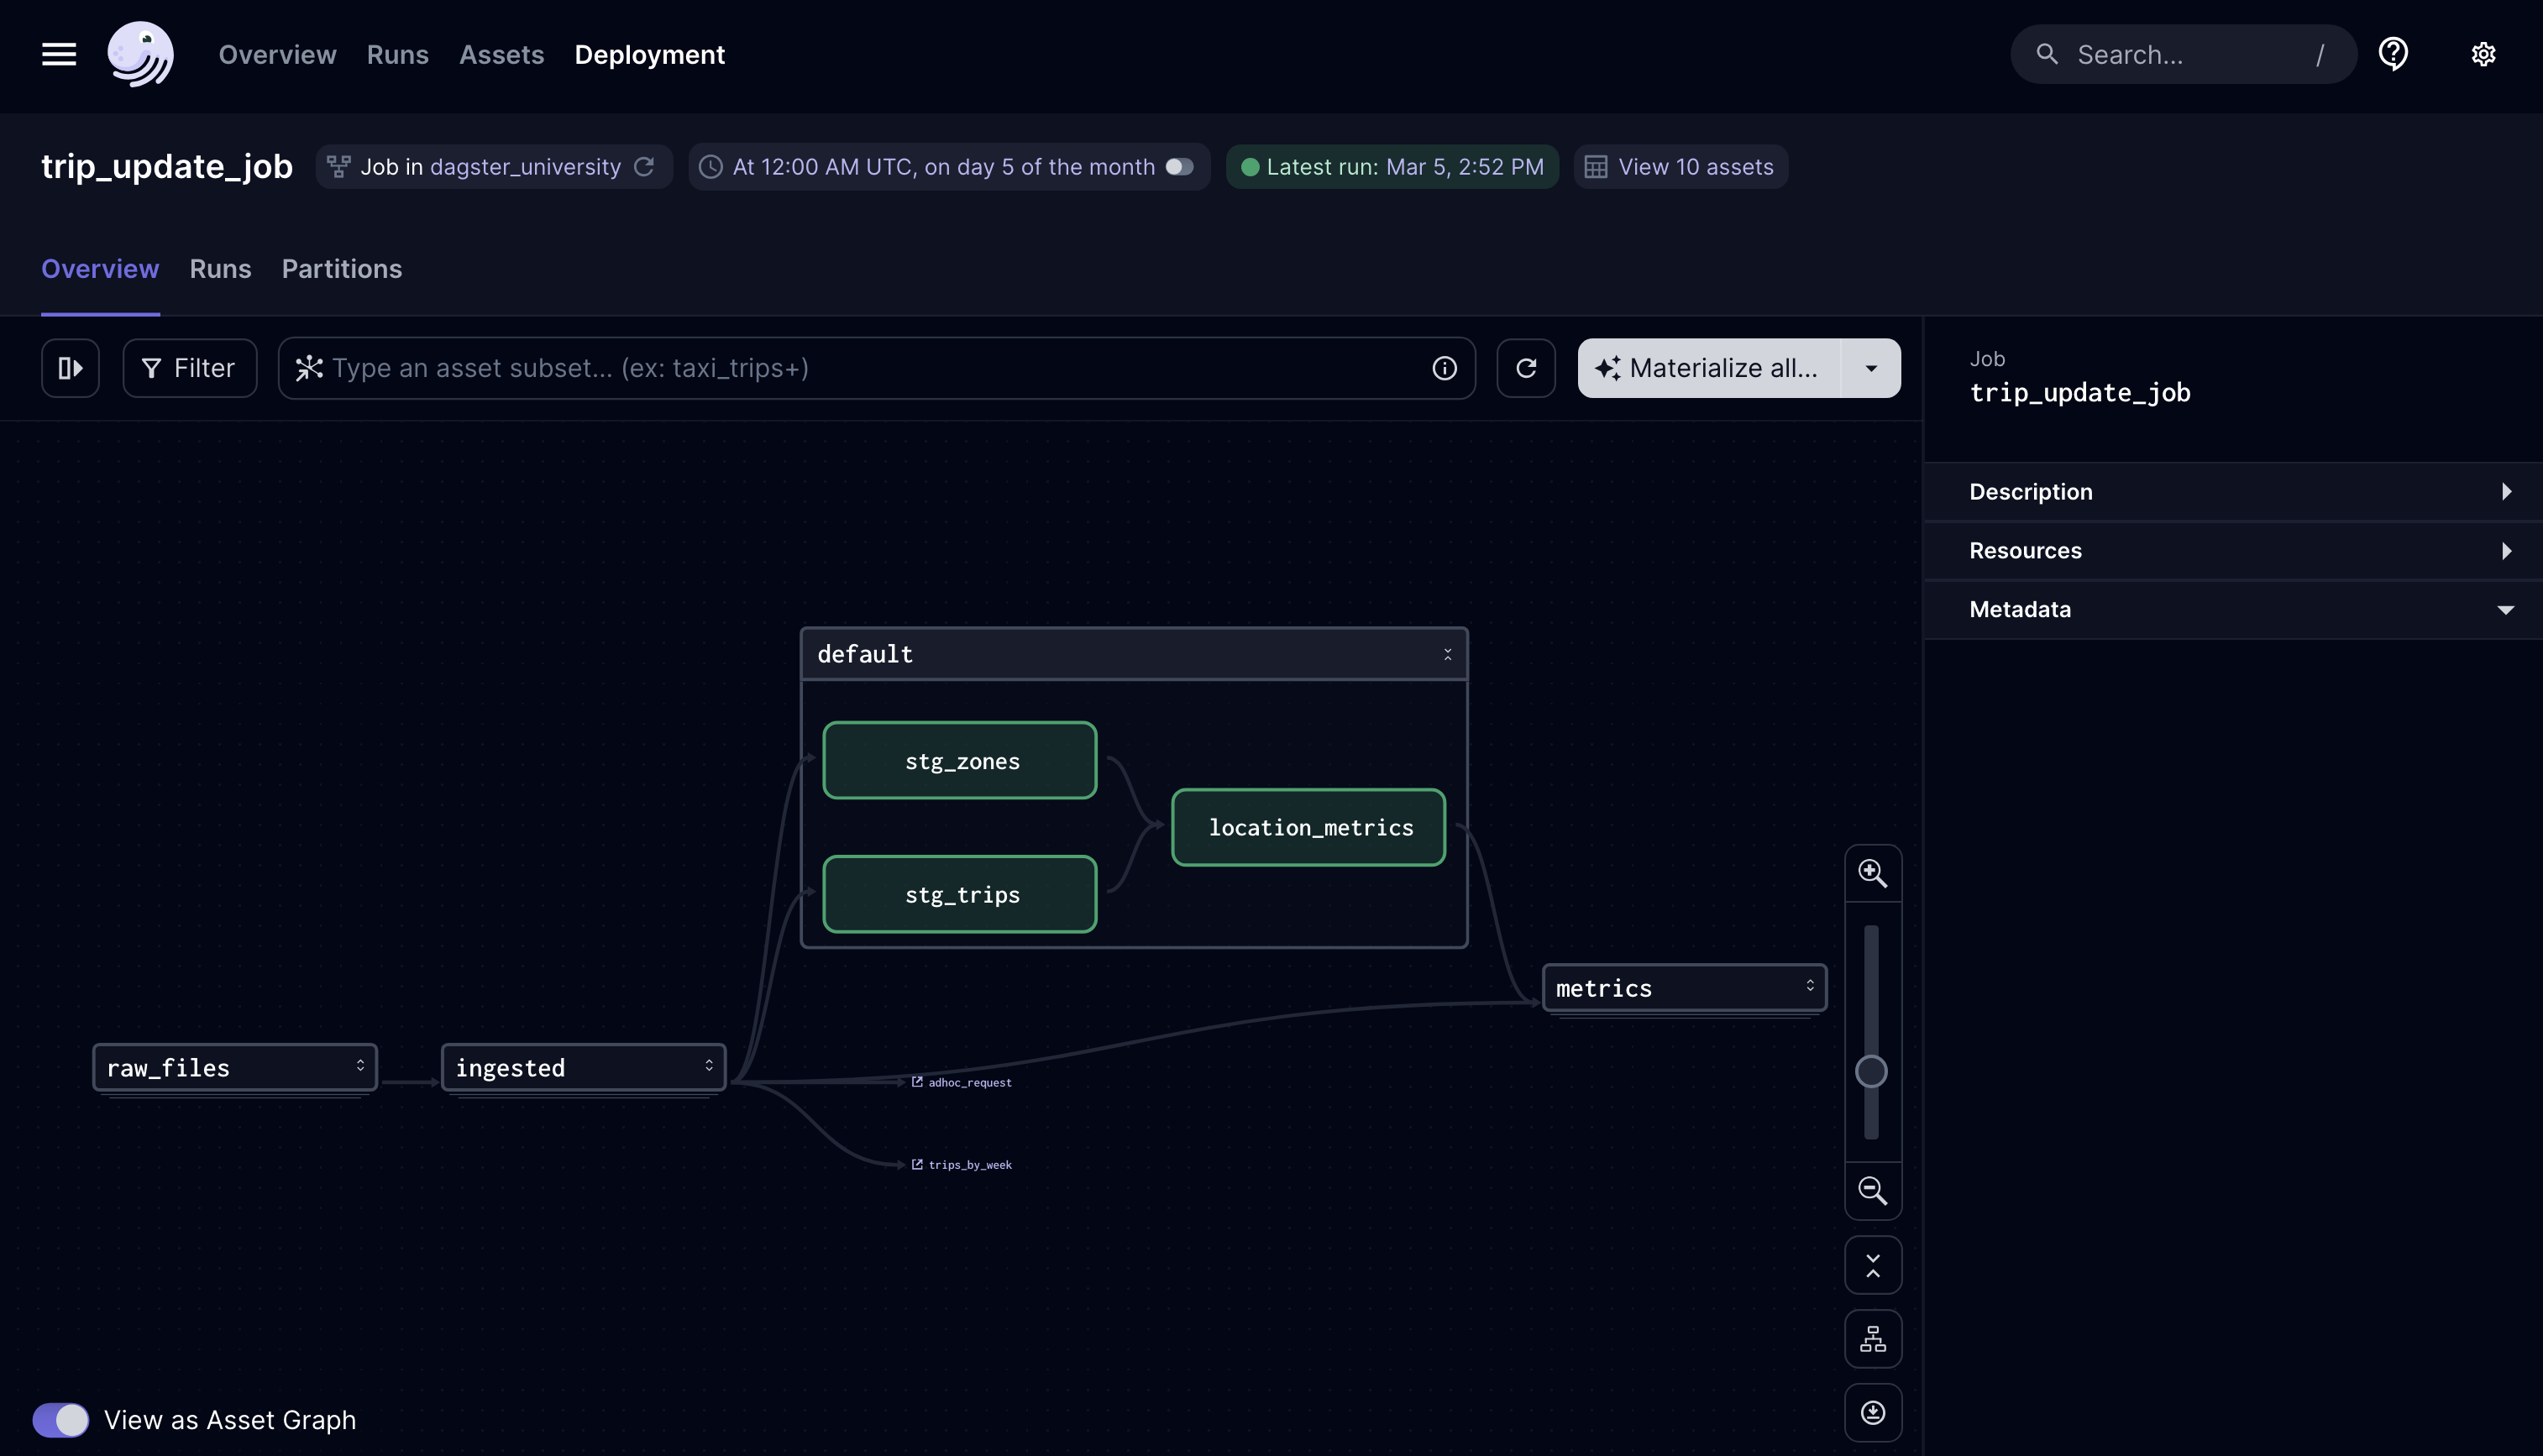 Overview Runs Assets Deployment Search... /
trip_update_job Job in dagster_university At 12:00 AM UTC, on day 5 of the month Latest run: Mar 5, 2:52 PM View 10 assets
Overview Runs Partitions
Filter Type an asset subset... (ex: taxi_trips+) Materialize all...
Job
trip_update_job
Description
Resources
Metadata
default
stg_zones
location_metrics
stg_trips
metrics
raw_files
ingested
adhoc_request
trips_by_week
View as Asset Graph